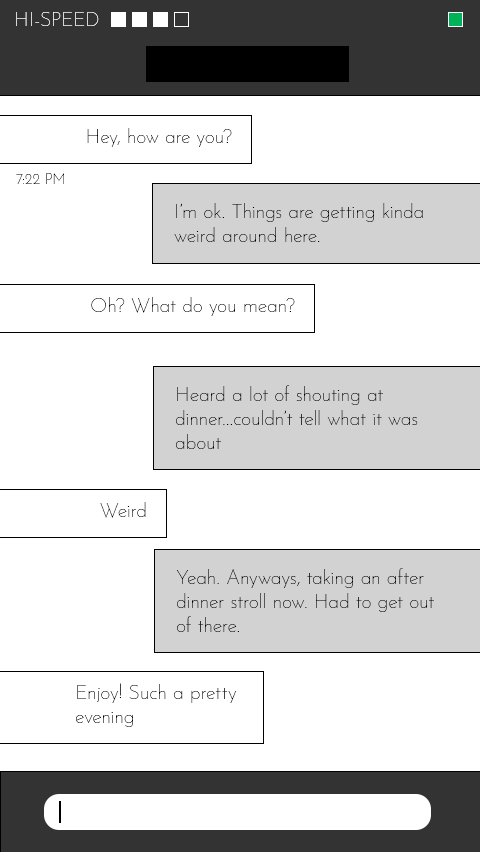 HI-SPEED
Hey, how are you?
7:22 PM
I'm ok. Things are getting kinda
weird around here.
Oh? What do you mean?
Heard a lot of shouting at
dinner...couldn't tell what it was
about
Weird
Yeah. Anyways, taking an after
dinner stroll now. Had to get out
of there.
Enjoy! Such a pretty
evening